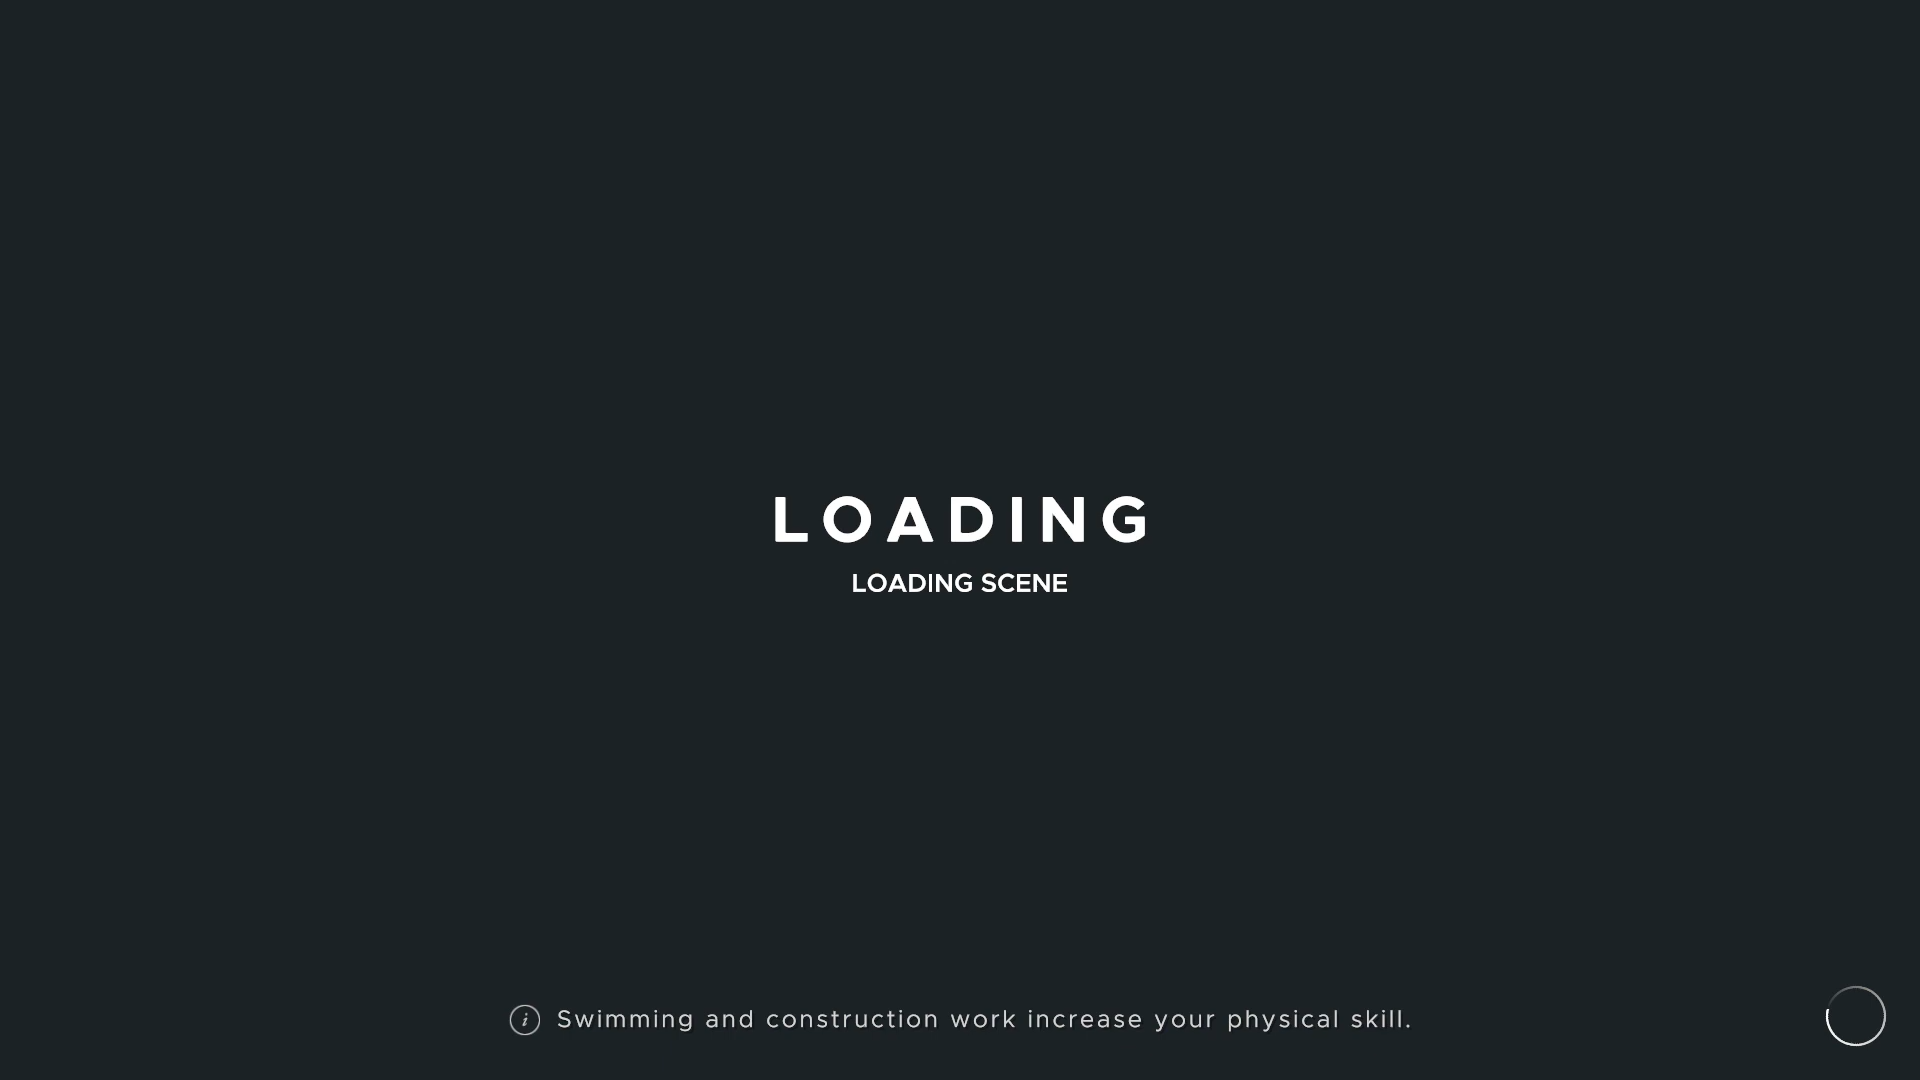 LOADING
LOADING SCENE
i Swimming and construction work increase your physical skill.